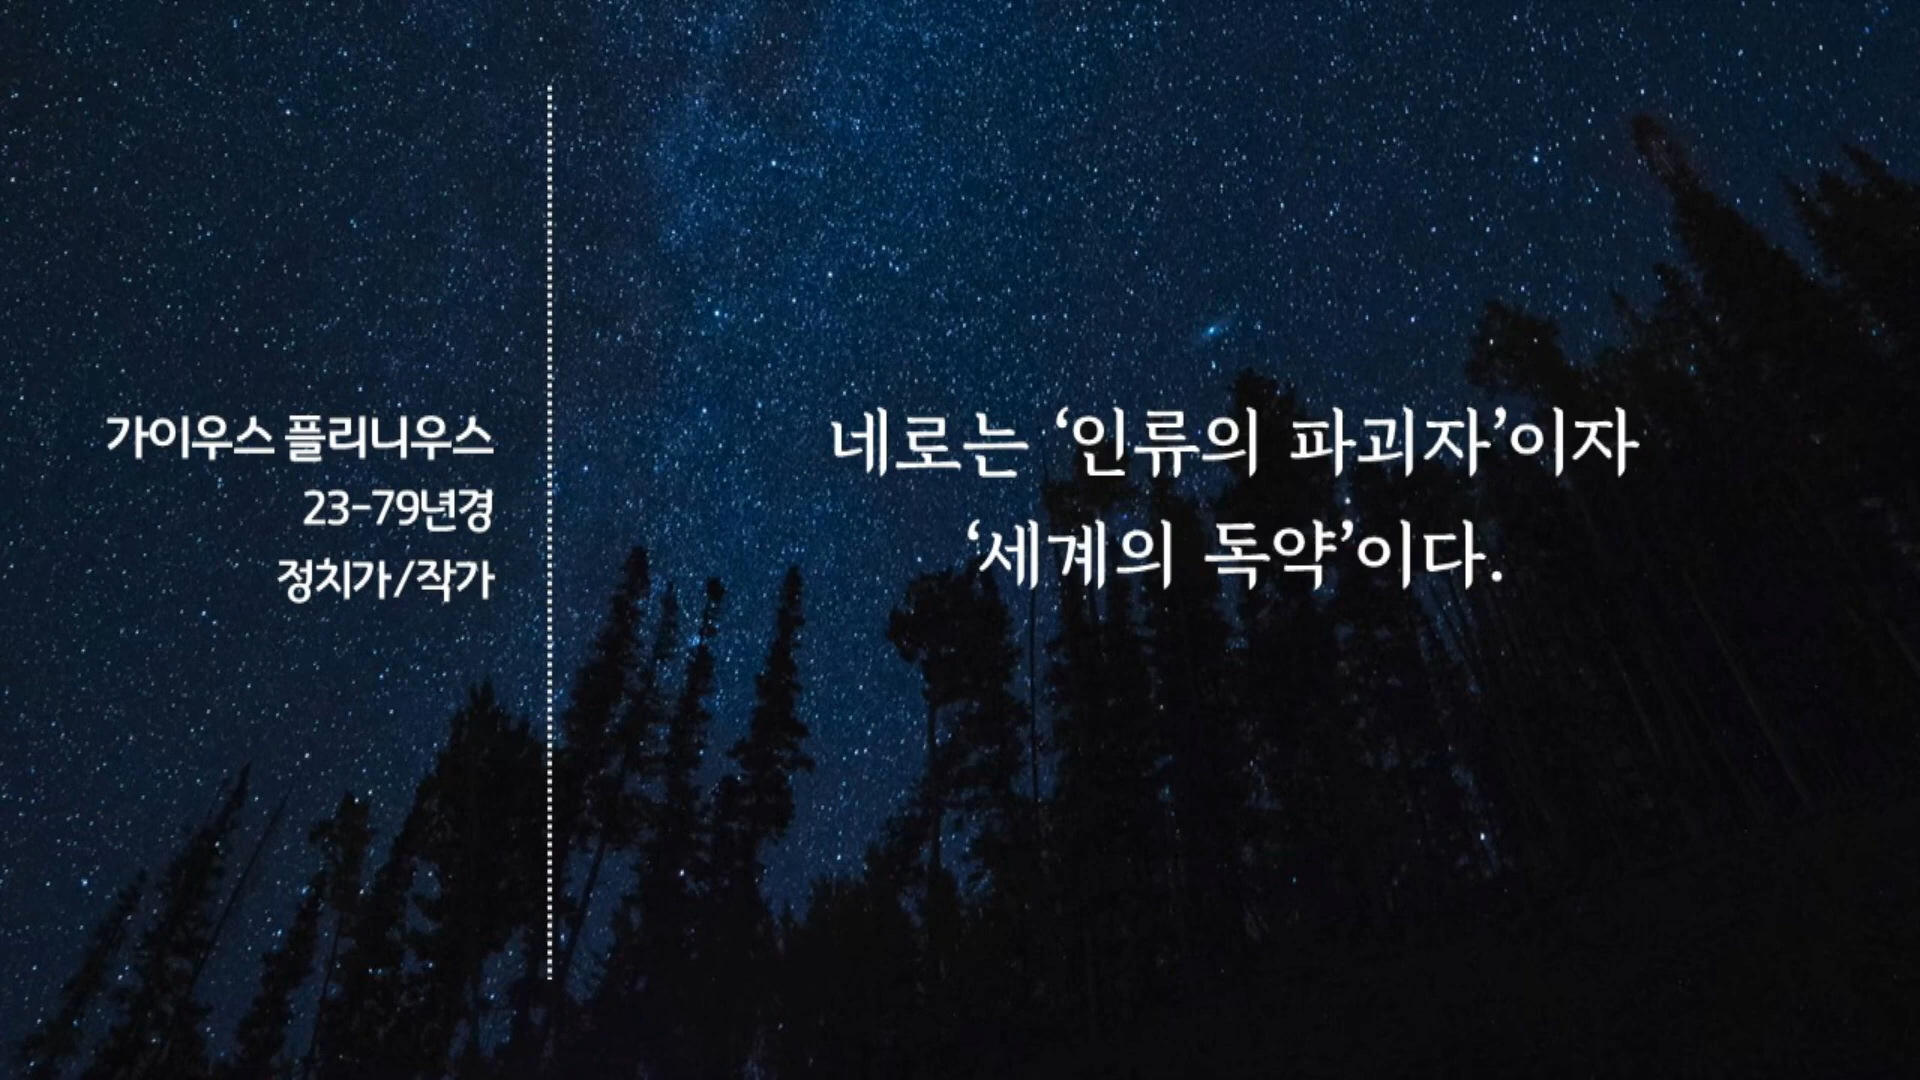 가이우스 플리니우스
23-79년경
정치가/작가
네로는 ‘인류의 파괴자’이자
‘세계의 독약’이다.